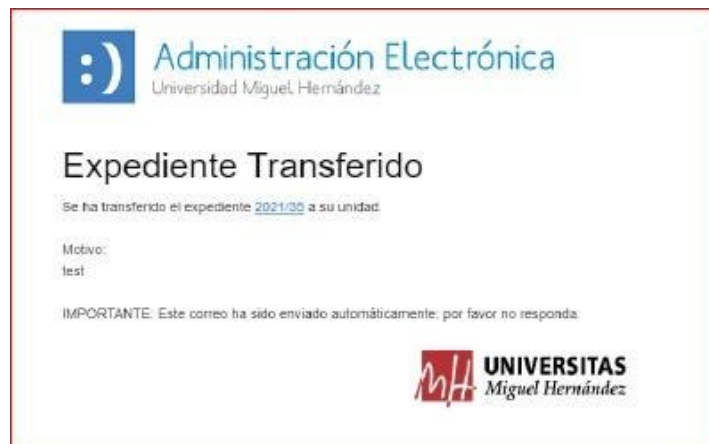 :)
Administración Electrónica
Universidad Miguel Hernández
Expediente Transferido
Se ha transferido el expediente 2021/35 a su unidad.
Motivo:
test
IMPORTANTE: Este correo ha sido enviado automáticamente, por favor no responda.
UNIVERSITAS
Miguel Hernández